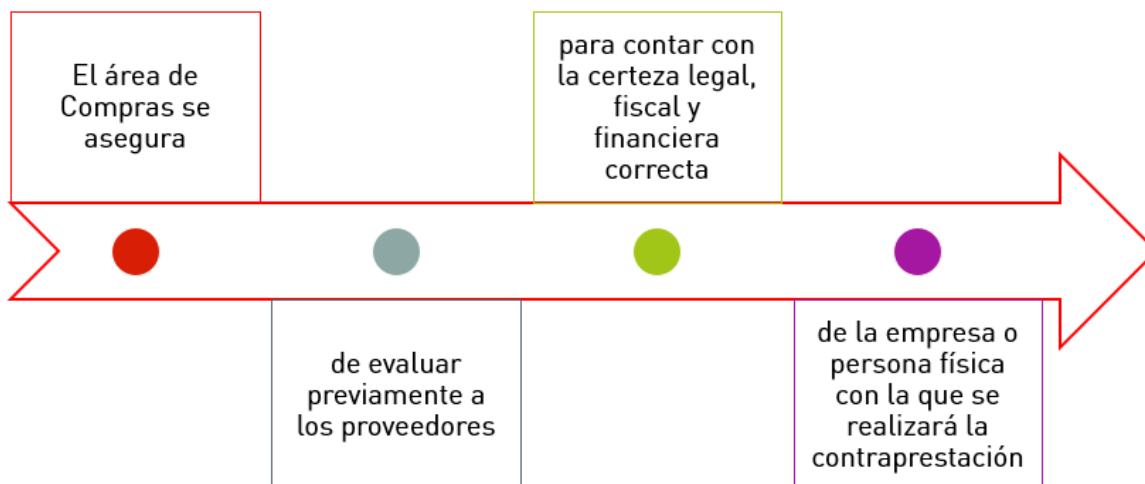 El área de
Compras se
asegura
de evaluar
previamente a
los proveedores
para contar con
la certeza legal,
fiscal y
financiera
correcta
de la empresa o
persona física
con la que se
realizará la
contraprestación